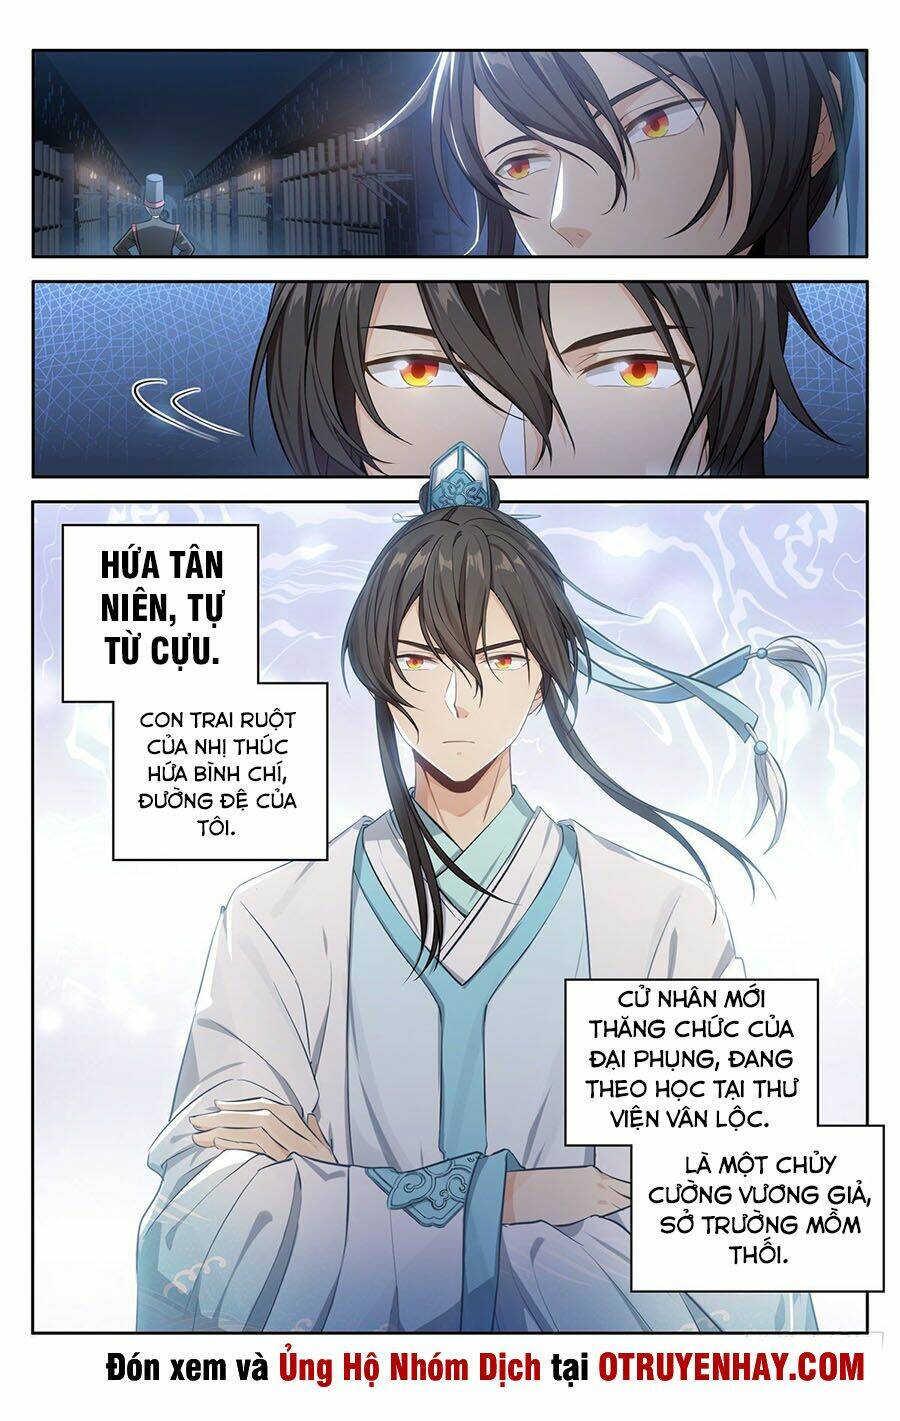 HỨA TÂN
NIÊN, TỰ
TỪ CỰU.
CON TRAI RUỘT
CỦA NHỊ THÚC
HỨA BÌNH CHÍ,
ĐƯỜNG ĐỆ CỦA
TÔI.
CỬ NHÂN MỚI
THĂNG CHỨC CỦA
ĐẠI PHỤNG, ĐANG
THEO HỌC TẠI THƯ
VIỆN VÂN LỘC.
LÀ MỘT CHỦY
CƯỜNG VƯƠNG GIẢ,
SỞ TRƯỜNG MỒM
THỐI.
Đón xem và Ủng Hộ Nhóm Dịch tại OTRUYENHAY.COM